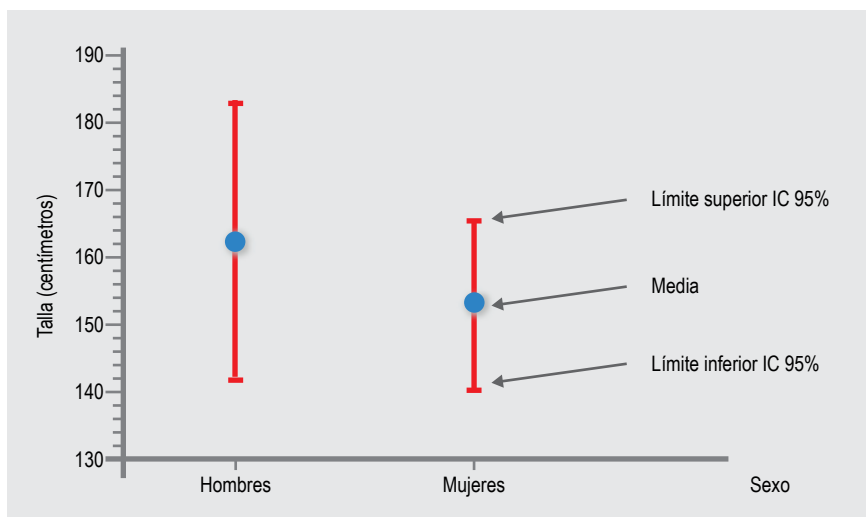 190
180
170
160
150
140
130
Talla (centímetros)
Límite superior IC 95%
Media
Límite inferior IC 95%
Hombres
Mujeres
Sexo